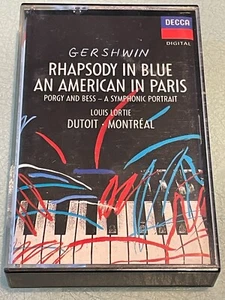 DECCA
DIGITAL
GERSHWIN
RHAPSODY IN BLUE
AN AMERICAN IN PARIS
PORGY AND BESS – A SYMPHONIC PORTRAIT
LOUIS LORTIE
DUTOIT · MONTRÉAL